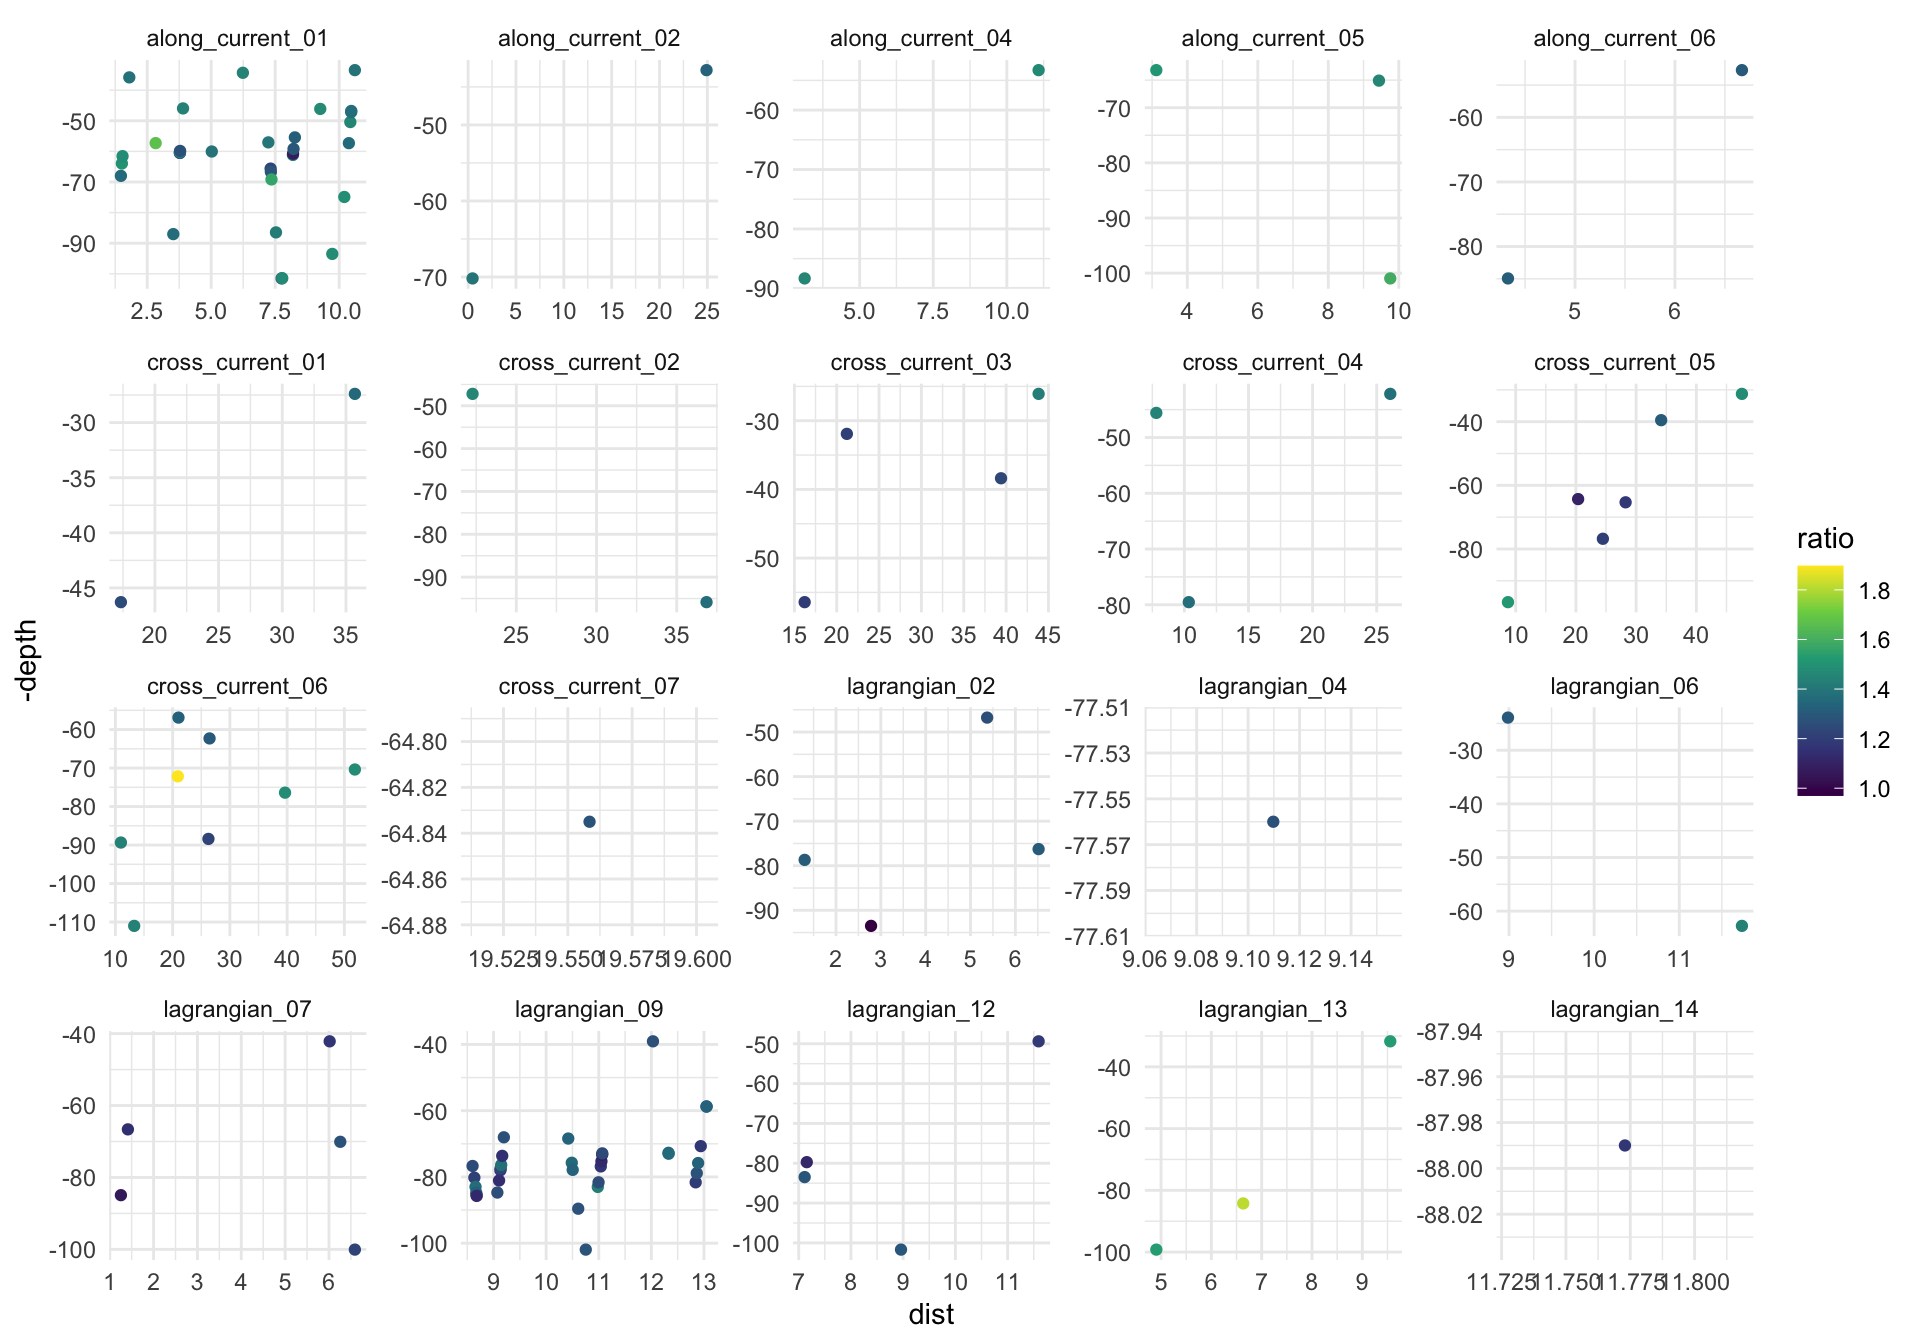 along_current_01 along_current_02 along_current_04 along_current_05 along_current_06
-50 -70 -90
2.5 5.0 7.5 10.0
-50 -60 -70
0 5 10 15 20 25
-60 -70 -80 -90
5.0 7.5 10.0
-70 -80 -90 -100
4 6 8 10
-60 -70 -80
5 6
cross_current_01 cross_current_02 cross_current_03 cross_current_04 cross_current_05
-30 -35 -40 -45
20 25 30 35
-50 -60 -70 -80 -90
25 30 35
-30 -40 -50
15 20 25 30 35 40 45
-50 -60 -70 -80
10 15 20 25
-40 -60 -80
10 20 30 40
cross_current_06 cross_current_07 lagrangian_02 lagrangian_04 lagrangian_06
-60 -70 -80 -90 -100 -110
10 20 30 40 50
-64.80 -64.82 -64.84 -64.86 -64.88
19.525 19.550 19.575 19.600
-50 -60 -70 -80 -90
2 3 4 5 6
-77.51 -77.53 -77.55 -77.57 -77.59 -77.61
9.06 9.08 9.10 9.12 9.14
-30 -40 -50 -60
9 10 11
lagrangian_07 lagrangian_09 lagrangian_12 lagrangian_13 lagrangian_14
-40 -60 -80 -100
1 2 3 4 5 6
-40 -60 -80 -100
9 10 11 12 13
-50 -60 -70 -80 -90 -100
7 8 9 10 11
-40 -60 -80 -100
5 6 7 8 9
-87.94 -87.96 -87.98 -88.00 -88.02
11.725 11.750 11.775 11.800
-depth
dist
ratio
1.8
1.6
1.4
1.2
1.0